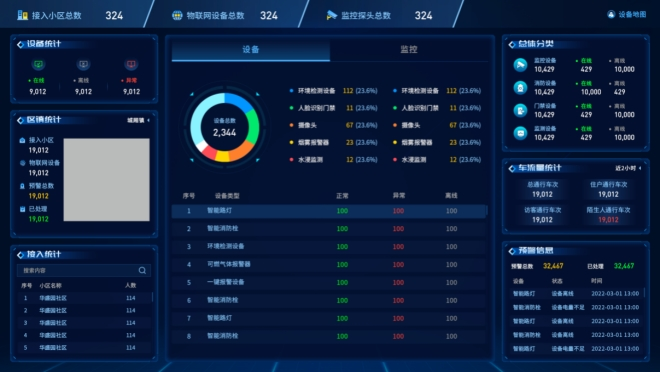 接入小区总数 324
物联网设备总数 324
监控探头总数 324
设备地图
设备统计
在线 离线 异常
9,012 9,012 9,012
区镇统计
城厢镇
接入小区
19,012
物联网设备
19,012
预警总数
19,012
已处理
19,012
接入统计
搜索内容
序号 小区名称 人数
1 华盛园社区 114
2 华盛园社区 114
3 华盛园社区 114
4 华盛园社区 114
5 华盛园社区 114
设备 监控
设备总数
2,344
环境检测设备 112 (23.6%) 环境检测设备 112 (23.6%)
人脸识别门禁 11 (23.6%) 人脸识别门禁 11 (23.6%)
摄像头 67 (23.6%) 摄像头 67 (23.6%)
烟雾报警器 23 (23.6%) 烟雾报警器 23 (23.6%)
水浸监测 12 (23.6%) 水浸监测 12 (23.6%)
序号 设备类型 正常 异常 离线
1 智能路灯 100 100 100
2 智能消防栓 100 100 100
3 环境检测设备 100 100 100
4 可燃气体报警器 100 100 100
5 一键报警设备 100 100 100
6 智能消防栓 100 100 100
7 智能路灯 100 100 100
8 智能消防栓 100 100 100
总体分类
监控设备 在线 离线
10,429 429 10,000
消防设备 在线 离线
10,429 10,000 429
门禁设备 在线 离线
10,429 429 10,000
监测设备 在线 离线
10,429 429 10,000
车流量统计
近2小时
总通行车次 住户通行车次
19,012 19,012
访客通行车次 陌生人通行车次
19,012 19,012
预警信息
预警总数 32,467 已处理 32,467
设备 状态 时间
智能路灯 设备离线 2022-03-01 13:00
智能消防栓 设备电量不足 2022-03-01 13:00
智能路灯 设备离线 2022-03-01 13:00
智能消防栓 设备离线 2022-03-01 13:00
智能路灯 设备电量不足 2022-03-01 13:00